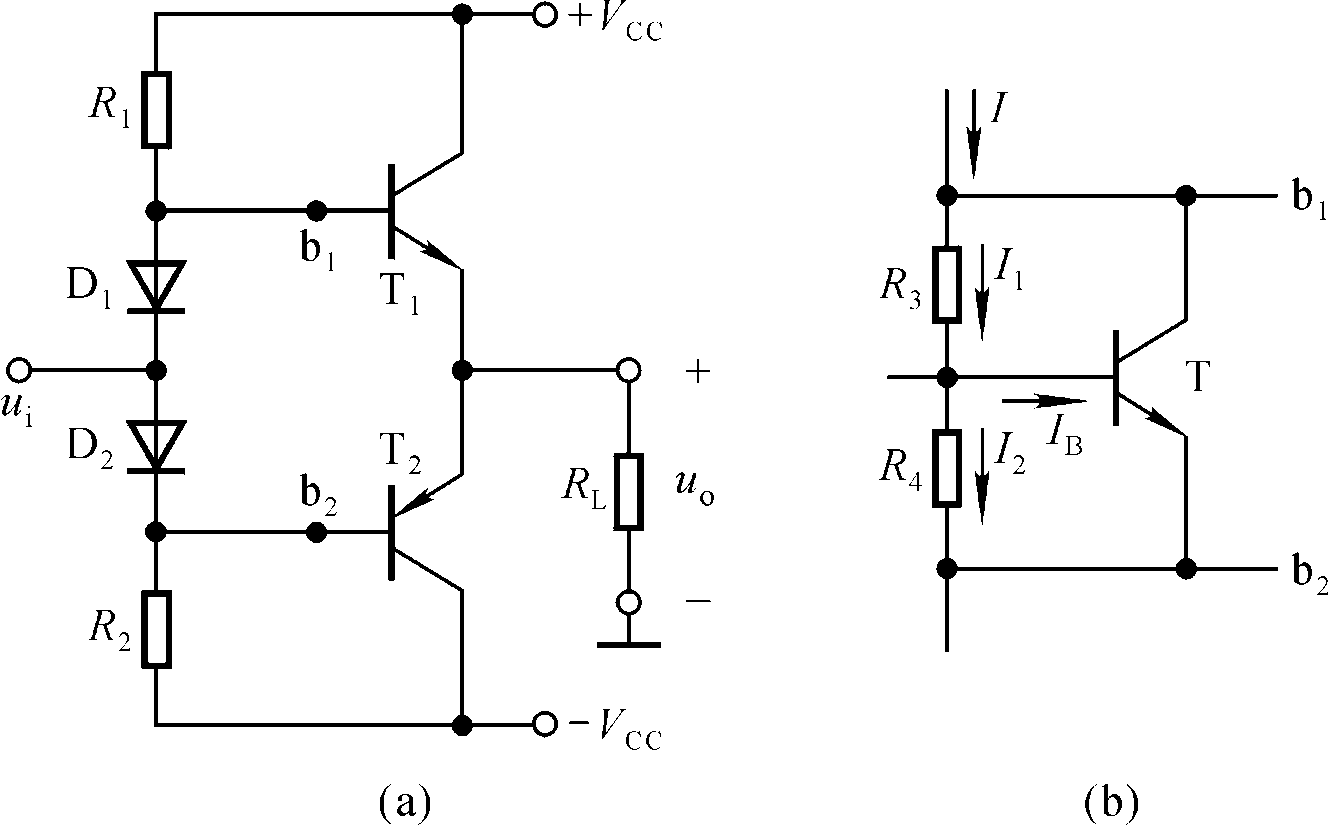 +V_CC
R_1
b_1
D_1
T_1
+
u_i
D_2
T_2
b_2
R_L
u_o
R_2
−
−V_CC
(a)
I
b_1
R_3
I_1
T
I_B
R_4
I_2
b_2
(b)